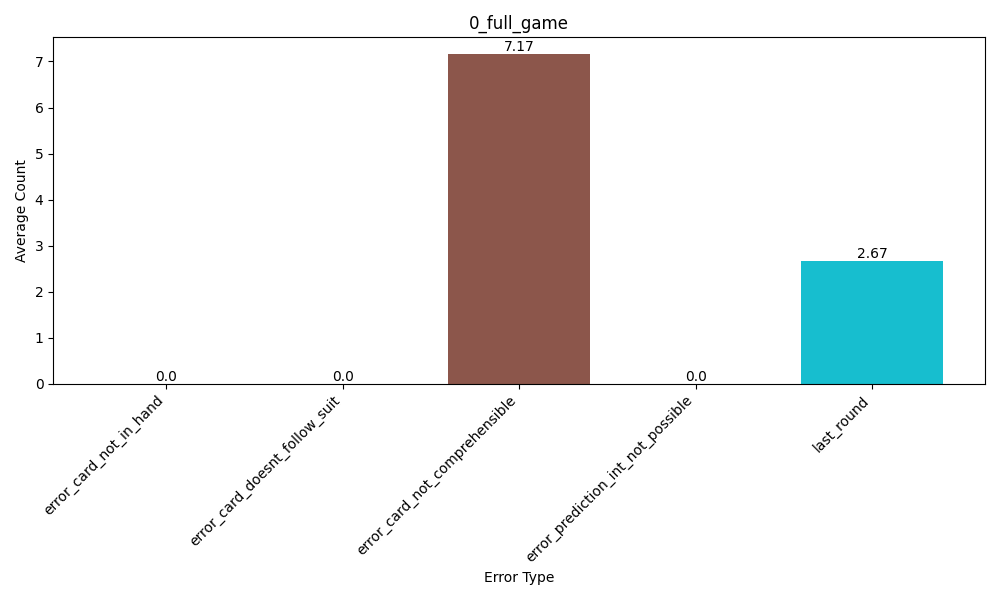 0_full_game
Average Count
7
6
5
4
3
2
1
0
0.0
0.0
7.17
0.0
2.67
error_card_not_in_hand
error_card_doesnt_follow_suit
error_card_not_comprehensible
error_prediction_int_not_possible
last_round
Error Type